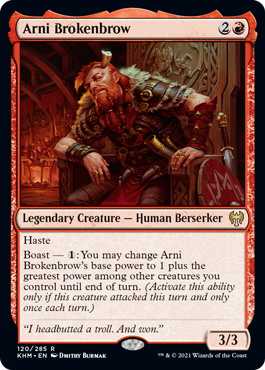 Arni Brokenbrow 2
Legendary Creature — Human Berserker
Haste
Boast — 1: You may change Arni
Brokenbrow's base power to 1 plus the
greatest power among other creatures you
control until end of turn. (Activate this ability
only if this creature attacked this turn and only
once each turn.)
"I headbutted a troll. And won."
3/3
120/285 R
KHM • EN Dmitry Burmak
™ & © 2021 Wizards of the Coast